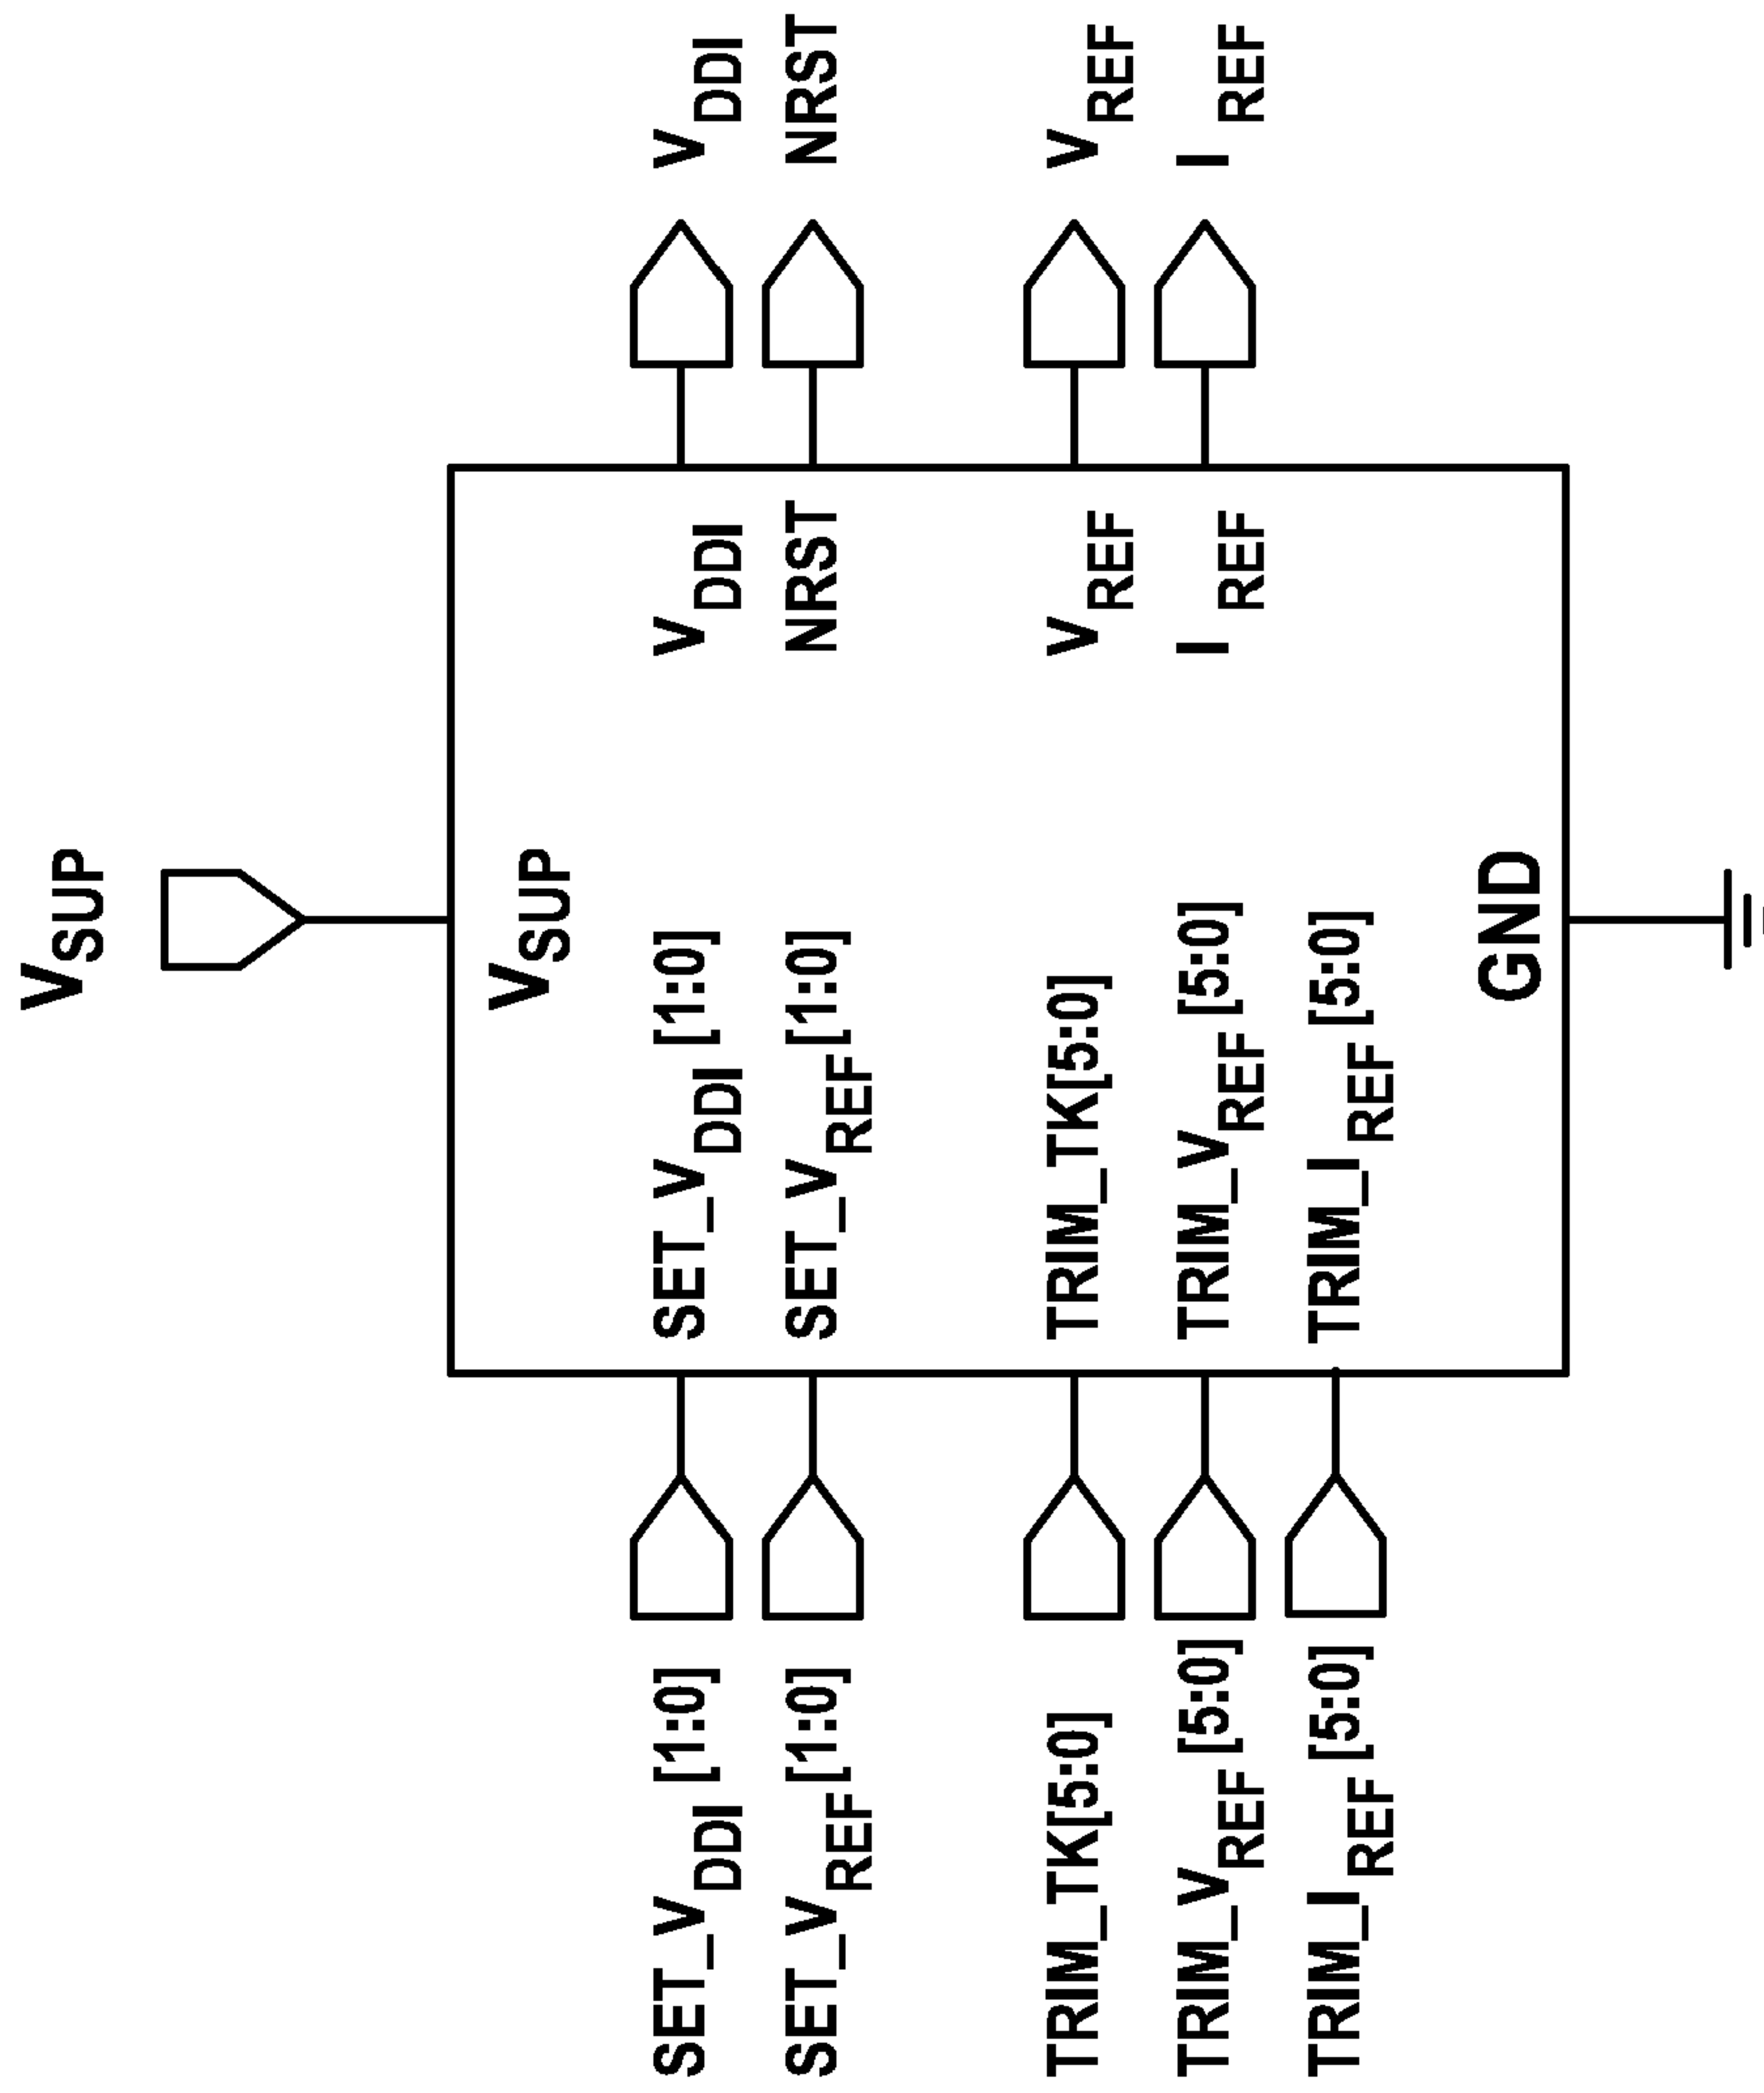 VSUP
VSUP
SET_VDDI [1:0]
SET_VDDI [1:0]
VDDI
VDDI
SET_VREF[1:0]
SET_VREF[1:0]
NRST
NRST
TRIM_TK[5:0]
TRIM_TK[5:0]
VREF
VREF
TRIM_VREF [5:0]
TRIM_VREF [5:0]
IREF
IREF
TRIM_IREF [5:0]
TRIM_IREF [5:0]
GND